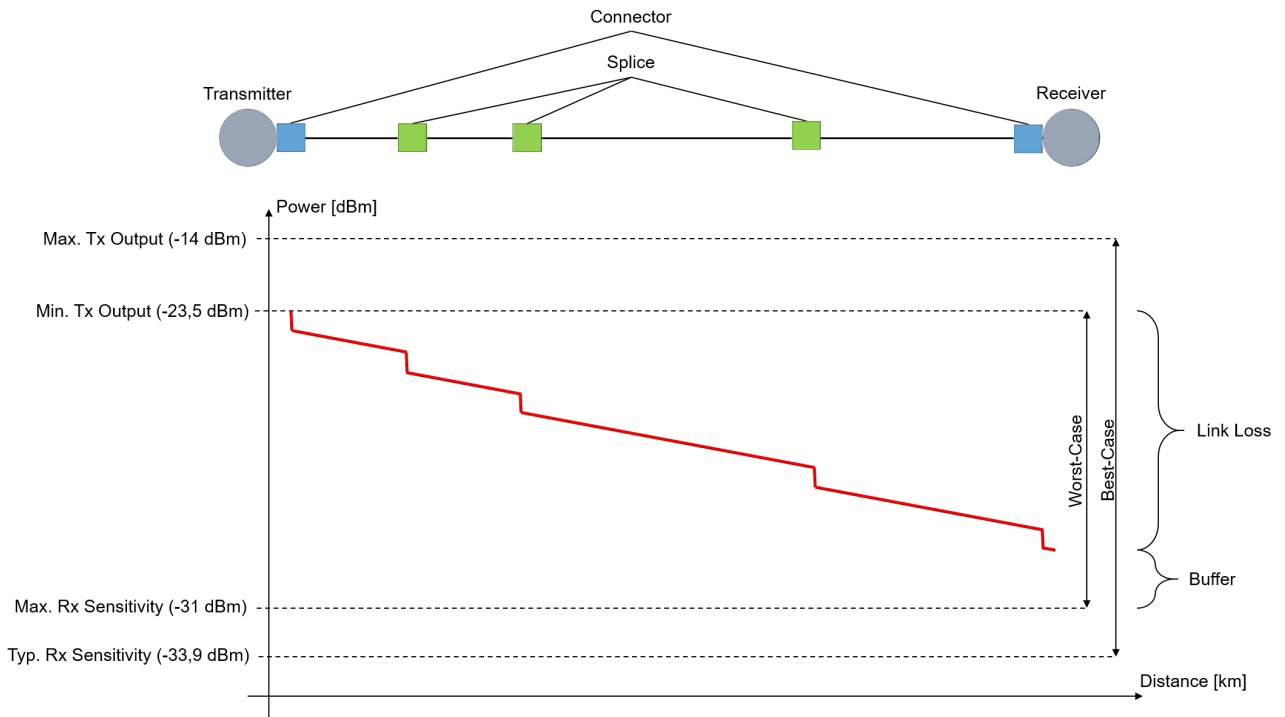 Connector
Splice
Transmitter
Receiver
Power [dBm]
Max. Tx Output (-14 dBm)
Min. Tx Output (-23,5 dBm)
Worst-Case
Best-Case
Link Loss
Buffer
Max. Rx Sensitivity (-31 dBm)
Typ. Rx Sensitivity (-33,9 dBm)
Distance [km]